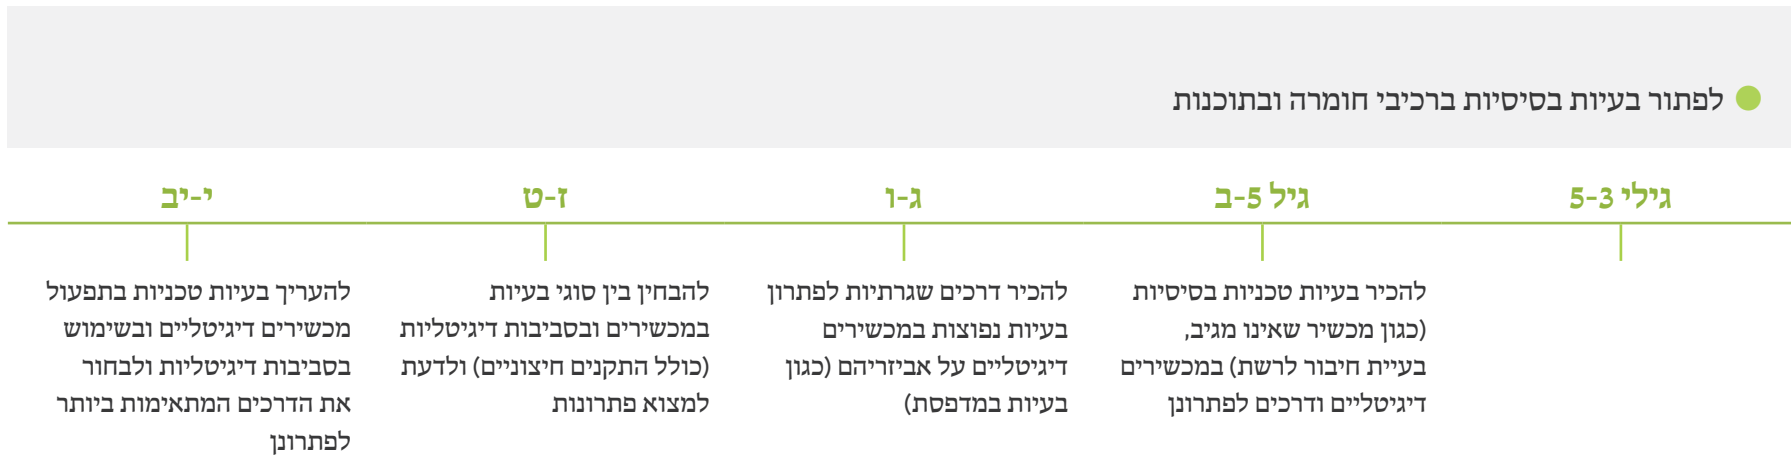 לפתור בעיות בסיסיות ברכיבי חומרה ובתוכנות
גילי 5-3
גיל 5-ב
ג-ו
ז-ט
י-יב
להכיר בעיות טכניות בסיסיות
(כגון מכשיר שאינו מגיב,
בעיית חיבור לרשת) במכשירים
דיגיטליים ודרכים לפתרונן
להכיר דרכים שגרתיות לפתרון
בעיות נפוצות במכשירים
דיגיטליים על אביזריהם (כגון
בעיות במדפסת)
להבחין בין סוגי בעיות
במכשירים ובסביבות דיגיטליות
(כולל התקנים חיצוניים) ולדעת
למצוא פתרונות
להעריך בעיות טכניות בתפעול
מכשירים דיגיטליים ובשימוש
בסביבות דיגיטליות ולבחור
את הדרכים המתאימות ביותר
לפתרונן